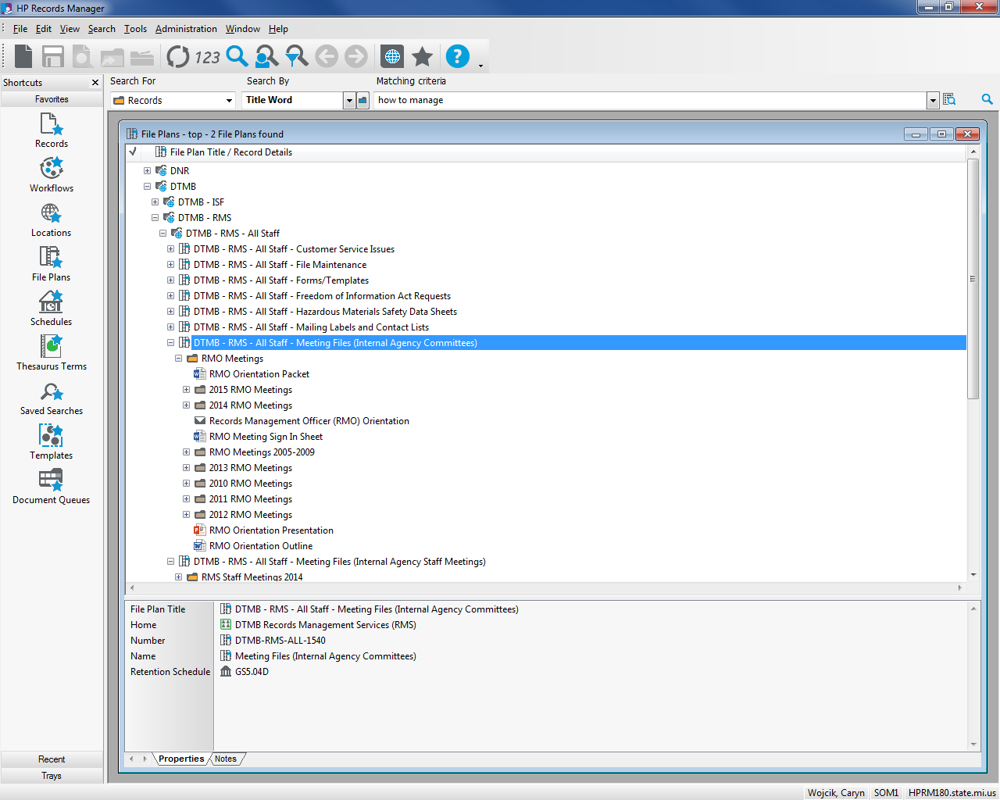 HP Records Manager
File Edit View Search Tools Administration Window Help
123
?
Shortcuts
Search For Search By Matching criteria
Favorites
Records Title Word how to manage
Records
Workflows
Locations
File Plans
Schedules
Thesaurus Terms
Saved Searches
Templates
Document Queues
Recent
Trays
File Plans - top - 2 File Plans found
File Plan Title / Record Details
DNR
DTMB
DTMB - ISF
DTMB - RMS
DTMB - RMS - All Staff
DTMB - RMS - All Staff - Customer Service Issues
DTMB - RMS - All Staff - File Maintenance
DTMB - RMS - All Staff - Forms/Templates
DTMB - RMS - All Staff - Freedom of Information Act Requests
DTMB - RMS - All Staff - Hazardous Materials Safety Data Sheets
DTMB - RMS - All Staff - Mailing Labels and Contact Lists
DTMB - RMS - All Staff - Meeting Files (Internal Agency Committees)
RMO Meetings
RMO Orientation Packet
2015 RMO Meetings
2014 RMO Meetings
Records Management Officer (RMO) Orientation
RMO Meeting Sign In Sheet
RMO Meetings 2005-2009
2013 RMO Meetings
2010 RMO Meetings
2011 RMO Meetings
2012 RMO Meetings
RMO Orientation Presentation
RMO Orientation Outline
DTMB - RMS - All Staff - Meeting Files (Internal Agency Staff Meetings)
RMS Staff Meetings 2014
File Plan Title DTMB - RMS - All Staff - Meeting Files (Internal Agency Committees)
Home DTMB Records Management Services (RMS)
Number DTMB-RMS-ALL-1540
Name Meeting Files (Internal Agency Committees)
Retention Schedule GS5.04D
Properties Notes
Wojcik, Caryn SOM1 HPRM180.state.mi.us